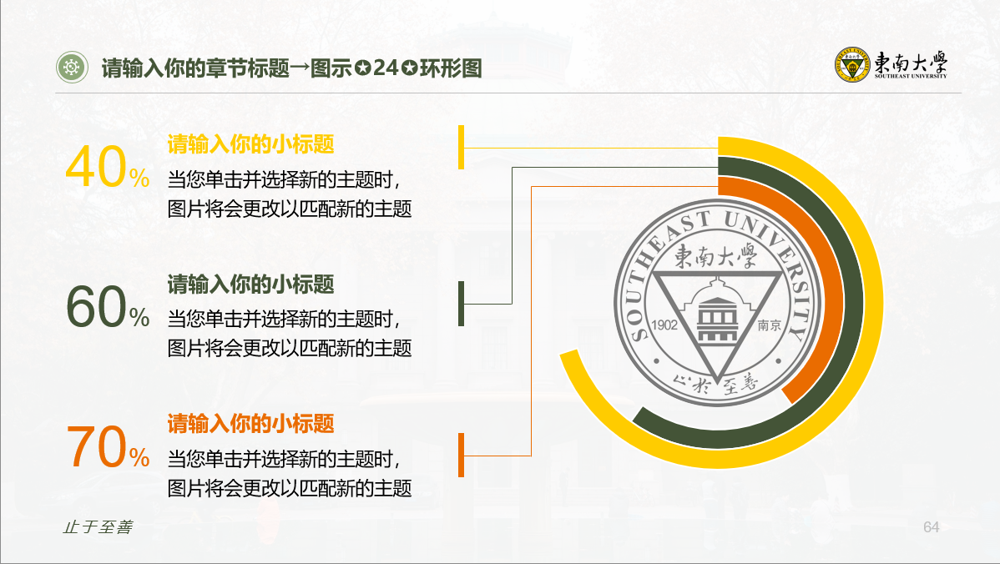 请输入你的章节标题→图示✪24✪环形图
東南大學
SOUTHEAST UNIVERSITY
40%
请输入你的小标题
当您单击并选择新的主题时，
图片将会更改以匹配新的主题
60%
请输入你的小标题
当您单击并选择新的主题时，
图片将会更改以匹配新的主题
70%
请输入你的小标题
当您单击并选择新的主题时，
图片将会更改以匹配新的主题
SOUTHEAST UNIVERSITY
東南大學
1902
南京
止於至善
止于至善
64